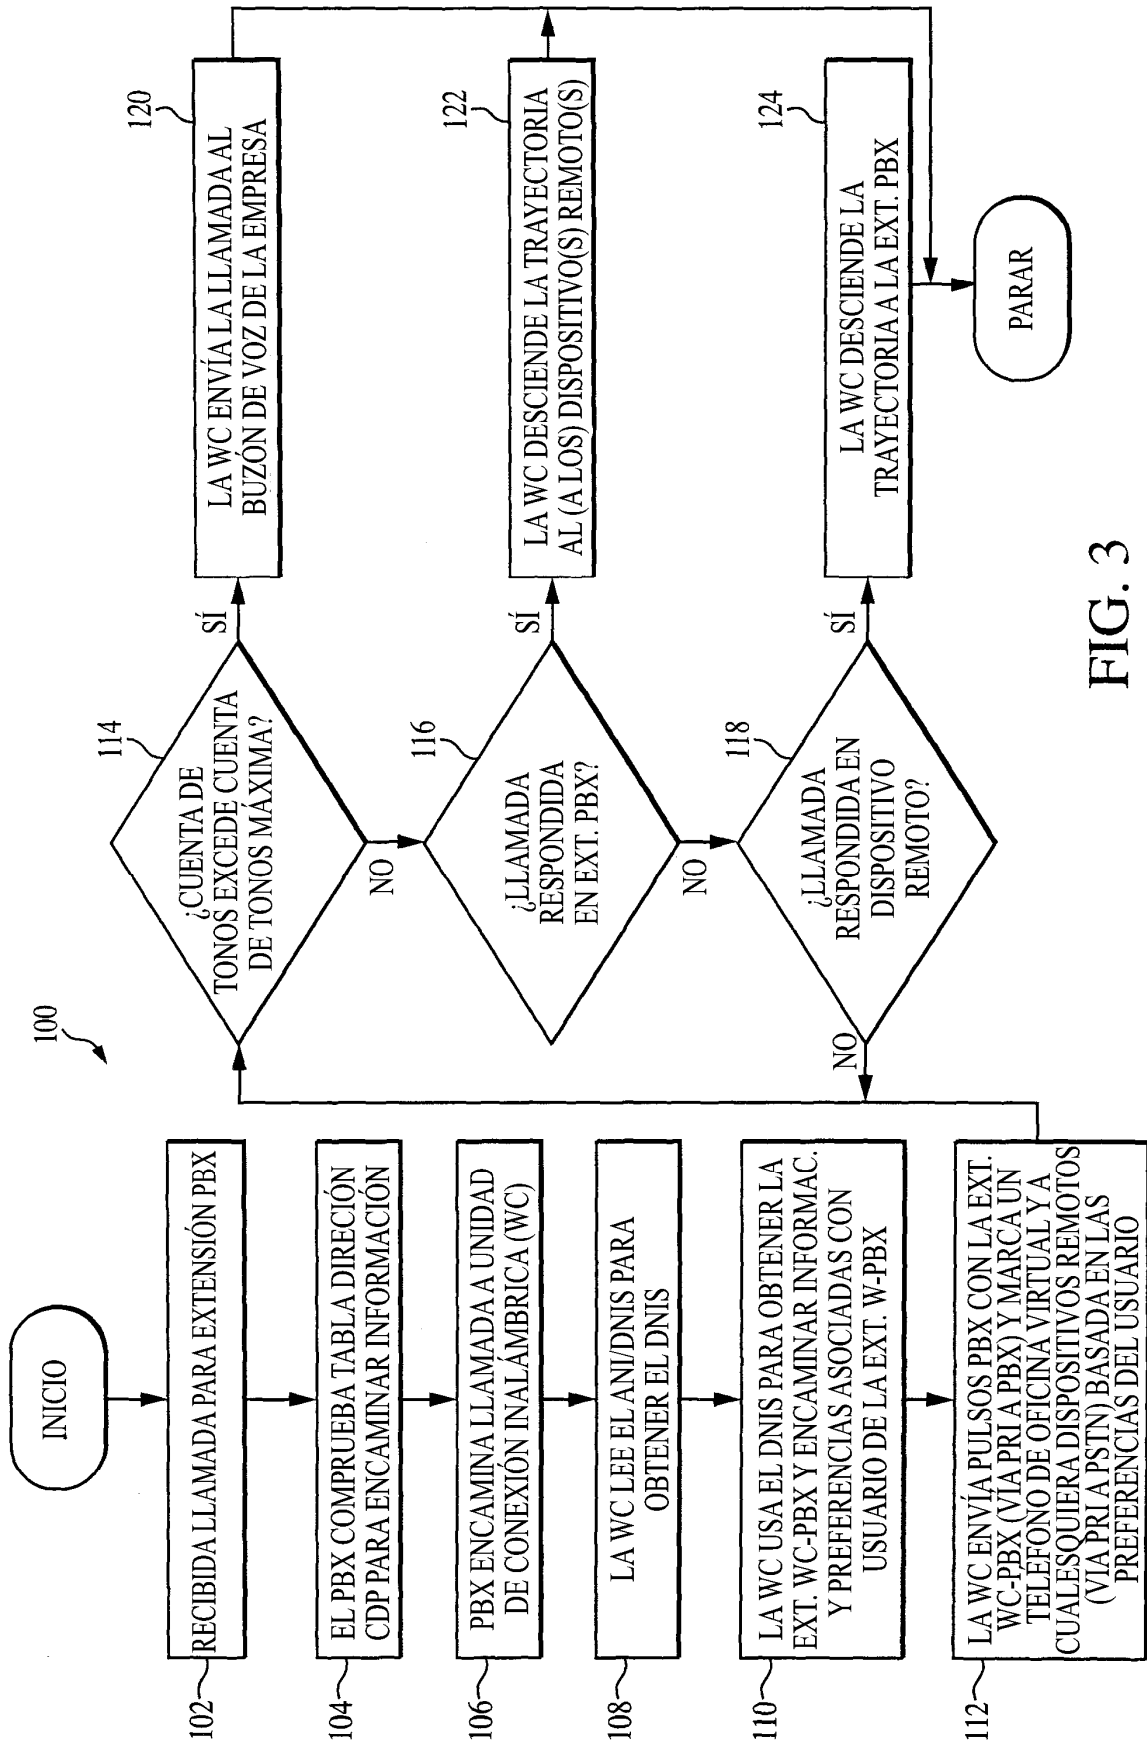 100
INICIO
102
RECIBIDA LLAMADA PARA EXTENSIÓN PBX
104
EL PBX COMPRUEBA TABLA DIRECIÓN
CDP PARA ENCAMINAR INFORMACIÓN
106
PBX ENCAMINA LLAMADA A UNIDAD
DE CONEXIÓN INALÁMBRICA (WC)
108
LA WC LEE EL ANI/DNIS PARA
OBTENER EL DNIS
110
LA WC USA EL DNIS PARA OBTENER LA
EXT. WC-PBX Y ENCAMINAR INFORMAC.
Y PREFERENCIAS ASOCIADAS CON
USUARIO DE LA EXT. W-PBX
112
LA WC ENVÍA PULSOS PBX CON LA EXT.
WC-PBX (VIA PRI A PBX) Y MARCA UN
TELEFONO DE OFICINA VIRTUAL Y A
CUALESQUIERA DISPOSITIVOS REMOTOS
(VIA PRI A PSTN) BASADA EN LAS
PREFERENCIAS DEL USUARIO
114
¿CUENTA DE
TONOS EXCEDE CUENTA
DE TONOS MÁXIMA?
SÍ
NO
116
¿LLAMADA
RESPONDIDA
EN EXT. PBX?
SÍ
NO
118
¿LLAMADA
RESPONDIDA EN
DISPOSITIVO
REMOTO?
SÍ
NO
120
LA WC ENVÍA LA LLAMADA AL
BUZÓN DE VOZ DE LA EMPRESA
122
LA WC DESCIENDE LA TRAYECTORIA
AL (A LOS) DISPOSITIVO(S) REMOTO(S)
124
LA WC DESCIENDE LA
TRAYECTORIA A LA EXT. PBX
PARAR
FIG. 3